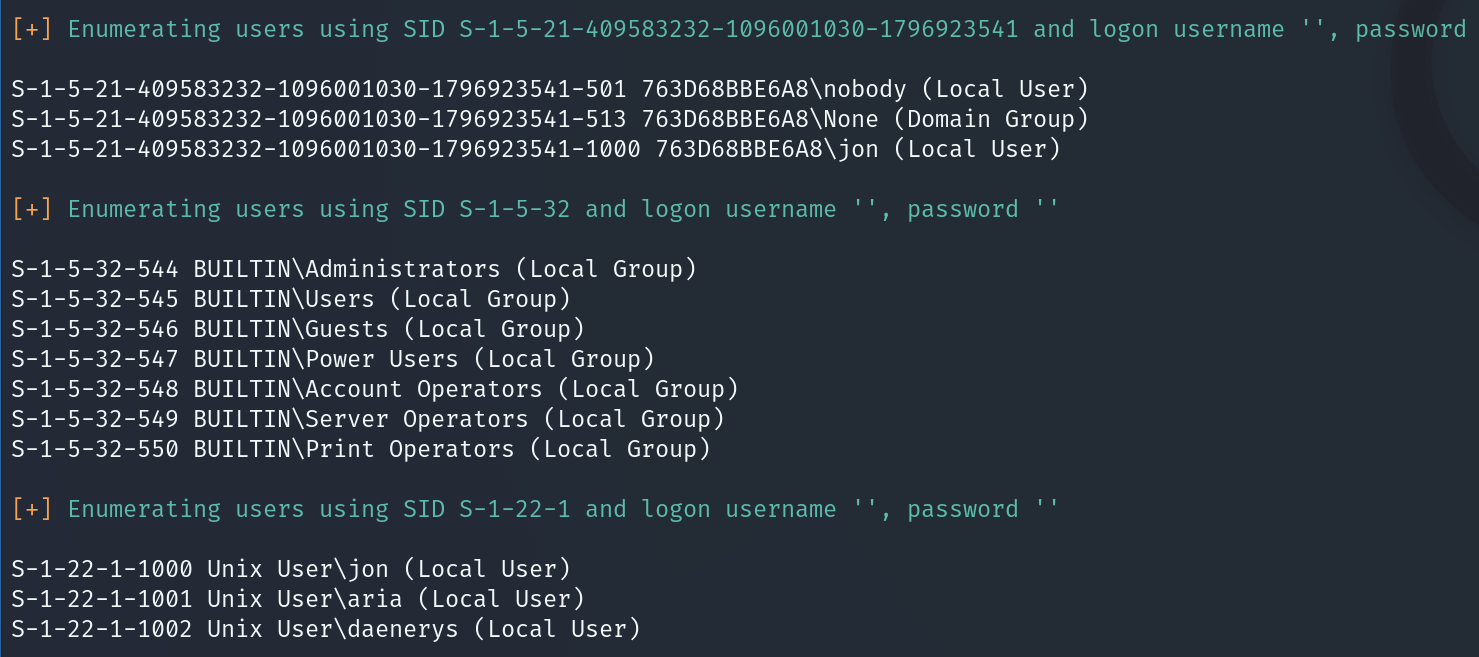 [+] Enumerating users using SID S-1-5-21-409583232-1096001030-1796923541 and logon username '', password
S-1-5-21-409583232-1096001030-1796923541-501 763D68BBE6A8\nobody (Local User)
S-1-5-21-409583232-1096001030-1796923541-513 763D68BBE6A8\None (Domain Group)
S-1-5-21-409583232-1096001030-1796923541-1000 763D68BBE6A8\jon (Local User)
[+] Enumerating users using SID S-1-5-32 and logon username '', password ''
S-1-5-32-544 BUILTIN\Administrators (Local Group)
S-1-5-32-545 BUILTIN\Users (Local Group)
S-1-5-32-546 BUILTIN\Guests (Local Group)
S-1-5-32-547 BUILTIN\Power Users (Local Group)
S-1-5-32-548 BUILTIN\Account Operators (Local Group)
S-1-5-32-549 BUILTIN\Server Operators (Local Group)
S-1-5-32-550 BUILTIN\Print Operators (Local Group)
[+] Enumerating users using SID S-1-22-1 and logon username '', password ''
S-1-22-1-1000 Unix User\jon (Local User)
S-1-22-1-1001 Unix User\aria (Local User)
S-1-22-1-1002 Unix User\daenerys (Local User)